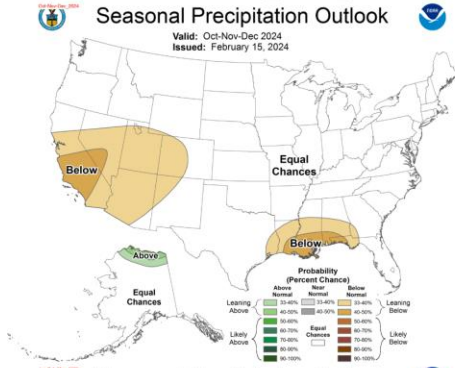 Oct-Nov-Dec_2024
Seasonal Precipitation Outlook
Valid: Oct-Nov-Dec 2024
Issued: February 15, 2024
Equal
Chances
Below
Below
Above
Equal
Chances
Probability
(Percent Chance)
Above
Normal
Near
Normal
Below
Normal
Leaning
Above
33-40%
40-50%
33-40%
40-50%
33-40%
40-50%
Leaning
Below
Likely
Above
50-60%
60-70%
70-80%
80-90%
90-100%
Equal
Chances
50-60%
60-70%
70-80%
80-90%
90-100%
Likely
Below